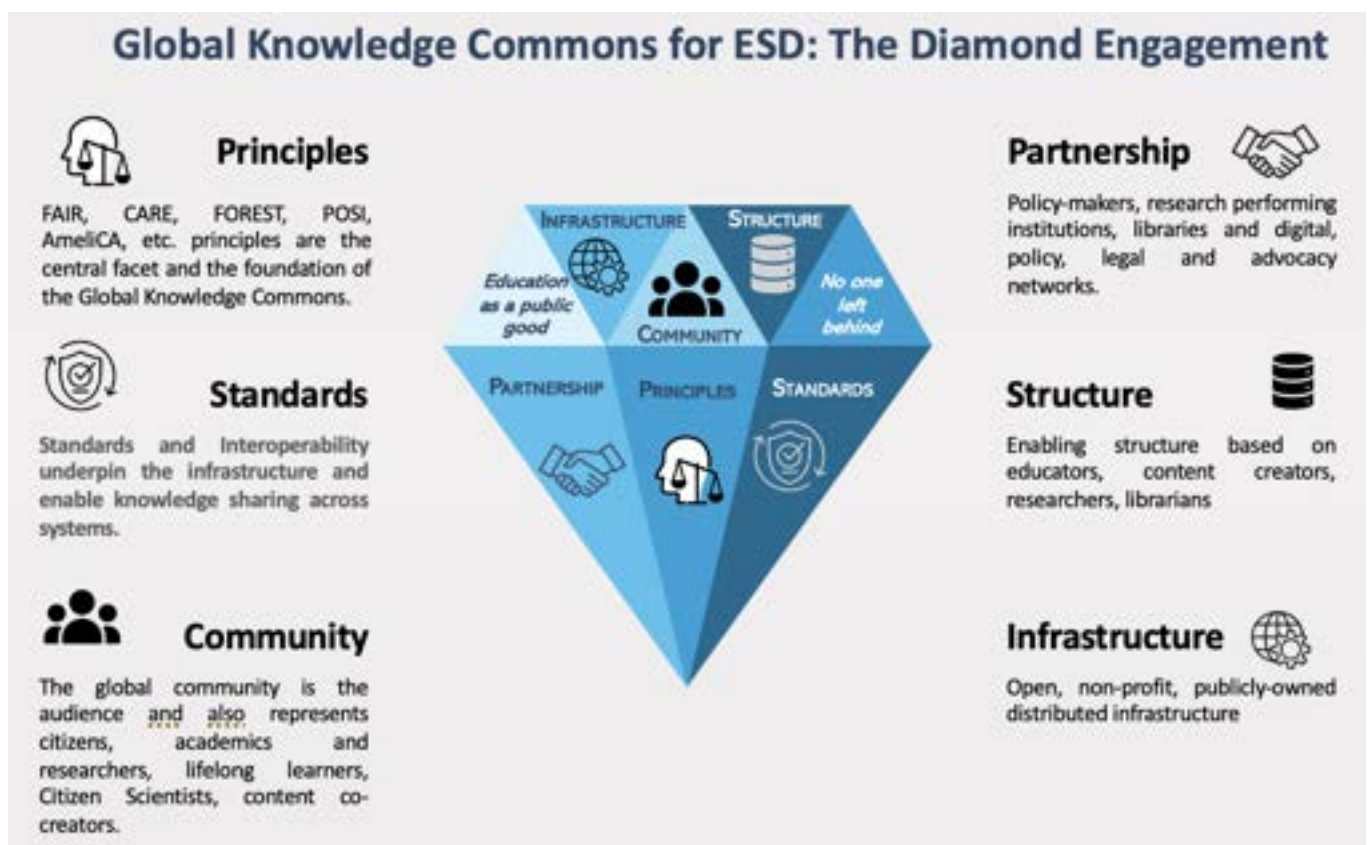 Global Knowledge Commons for ESD: The Diamond Engagement
Principles
FAIR, CARE, FOREST, POSI,
AmeliCA, etc. principles are the
central facet and the foundation of
the Global Knowledge Commons.
Standards
Standards and Interoperability
underpin the infrastructure and
enable knowledge sharing across
systems.
Community
The global community is the
audience and also represents
citizens, academics and
researchers, lifelong learners,
Citizen Scientists, content co-
creators.
INFRASTRUCTURE
STRUCTURE
Education
as a public
good
COMMUNITY
No one
left
behind
PARTNERSHIP
PRINCIPLES
STANDARDS
Partnership
Policy-makers, research performing
institutions, libraries and digital,
policy, legal and advocacy
networks.
Structure
Enabling structure based on
educators, content creators,
researchers, librarians
Infrastructure
Open, non-profit, publicly-owned
distributed infrastructure